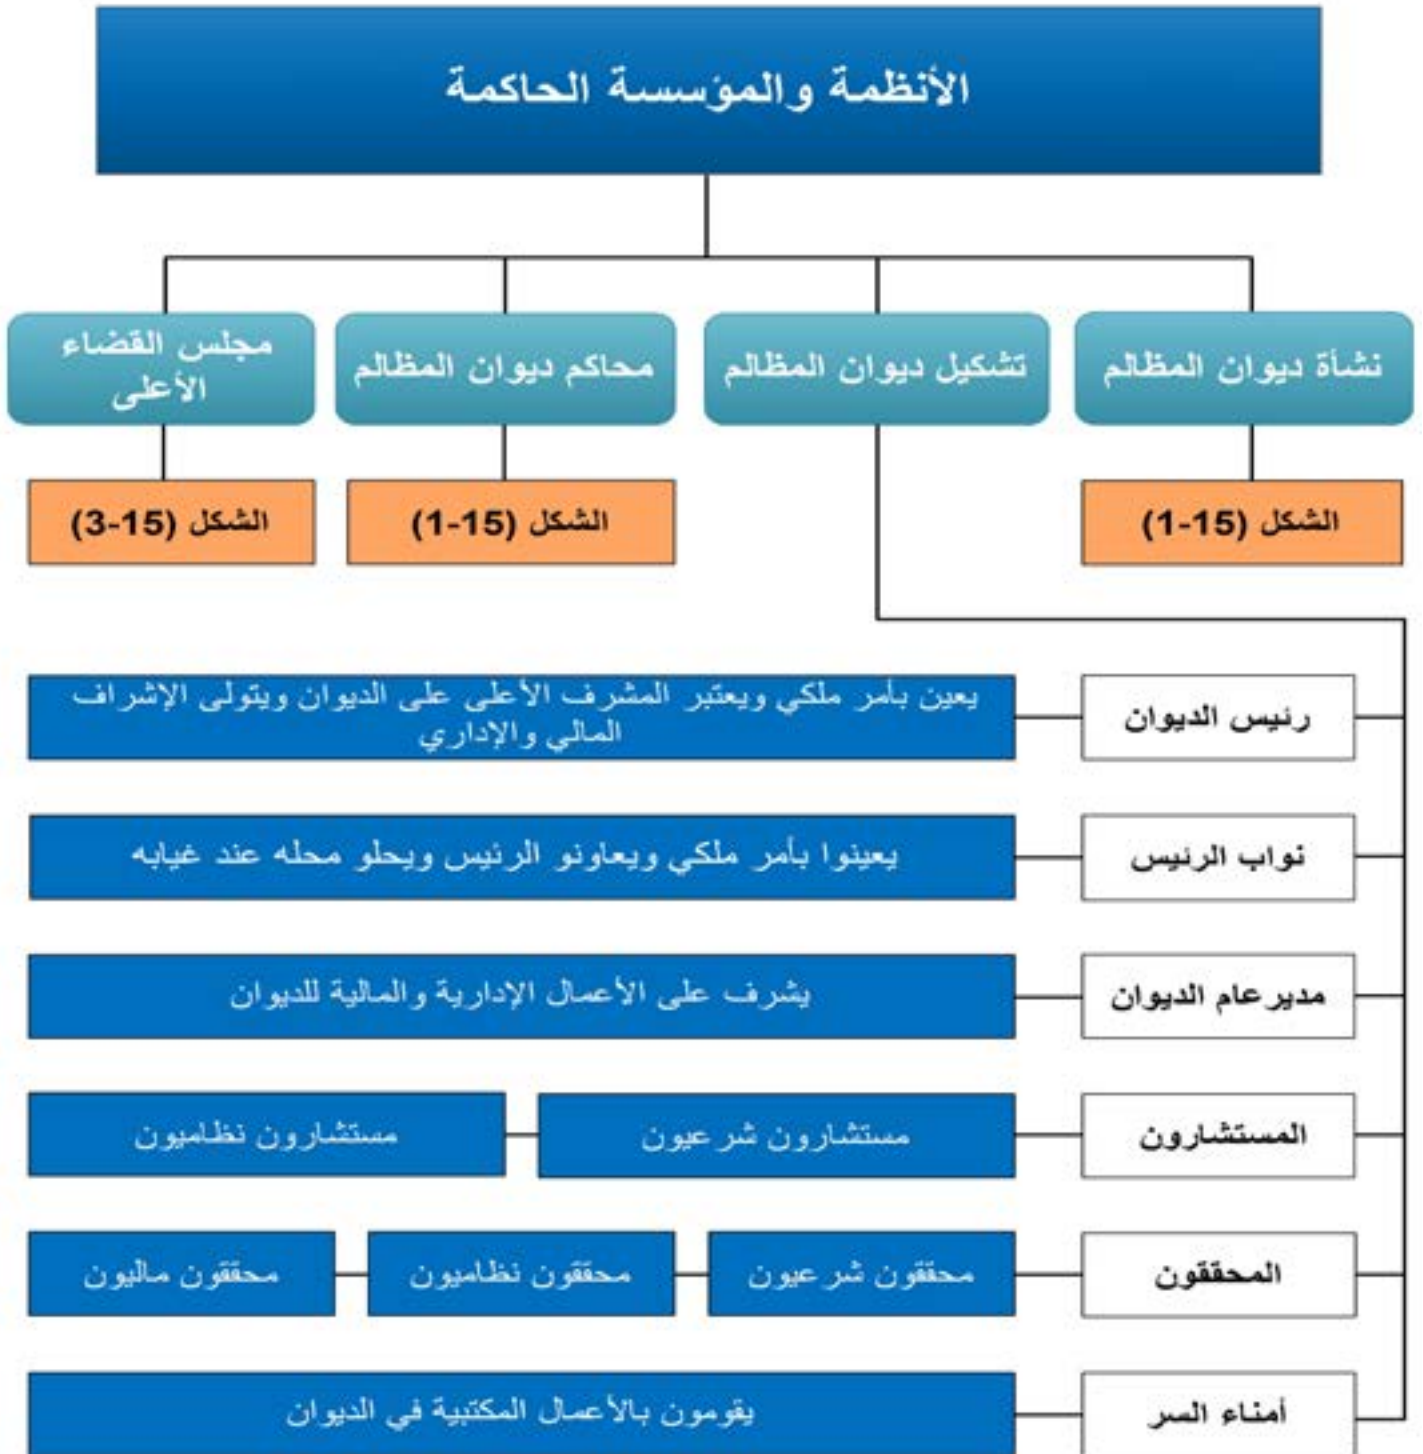 الأنظمة والمؤسسة الحاكمة
نشأة ديوان المظالم
تشكيل ديوان المظالم
محاكم ديوان المظالم
مجلس القضاء
الأعلى
الشكل (15-1)
الشكل (15-1)
الشكل (15-3)
رئيس الديوان
يعين بأمر ملكي ويعتبر المشرف الأعلى على الديوان ويتولى الإشراف
المالي والإداري
نواب الرئيس
يعينوا بأمر ملكي ويعاونو الرئيس ويحلو محله عند غيابه
مدير عام الديوان
يشرف على الأعمال الإدارية والمالية للديوان
المستشارون
مستشارون شرعيون
مستشارون نظاميون
المحققون
محققون شرعيون
محققون نظاميون
محققون ماليون
أمناء السر
يقومون بالأعمال المكتبية في الديوان